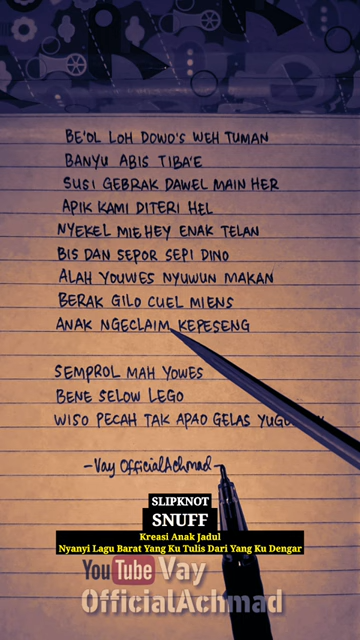 BE'OL LOH DOWO'S WEH TUMAN
BANYU ABIS TIBA'E
SUSI GEBRAK DAWEL MAIN HER
APIK KAMI DITERI HEL
NYEKEL MIE HEY ENAK TELAN
BIS DAN SEPOR SEPI DINO
ALAH YOUWES NYUWUN MAKAN
BERAK GILO CUEL MIENS
ANAK NGECLAIM KEPESENG
SEMPROL MAH YOWES
BENE SELOW LEGO
WISO PECAH TAK APAO GELAS
-Vay OfficialAchmad-
SLIPKNOT
SNUFF
Kreasi Anak Jadul
Nyanyi Lagu Barat Yang Ku Tulis Dari Yang Ku Dengar
YouTube Vay
OfficialAchmad